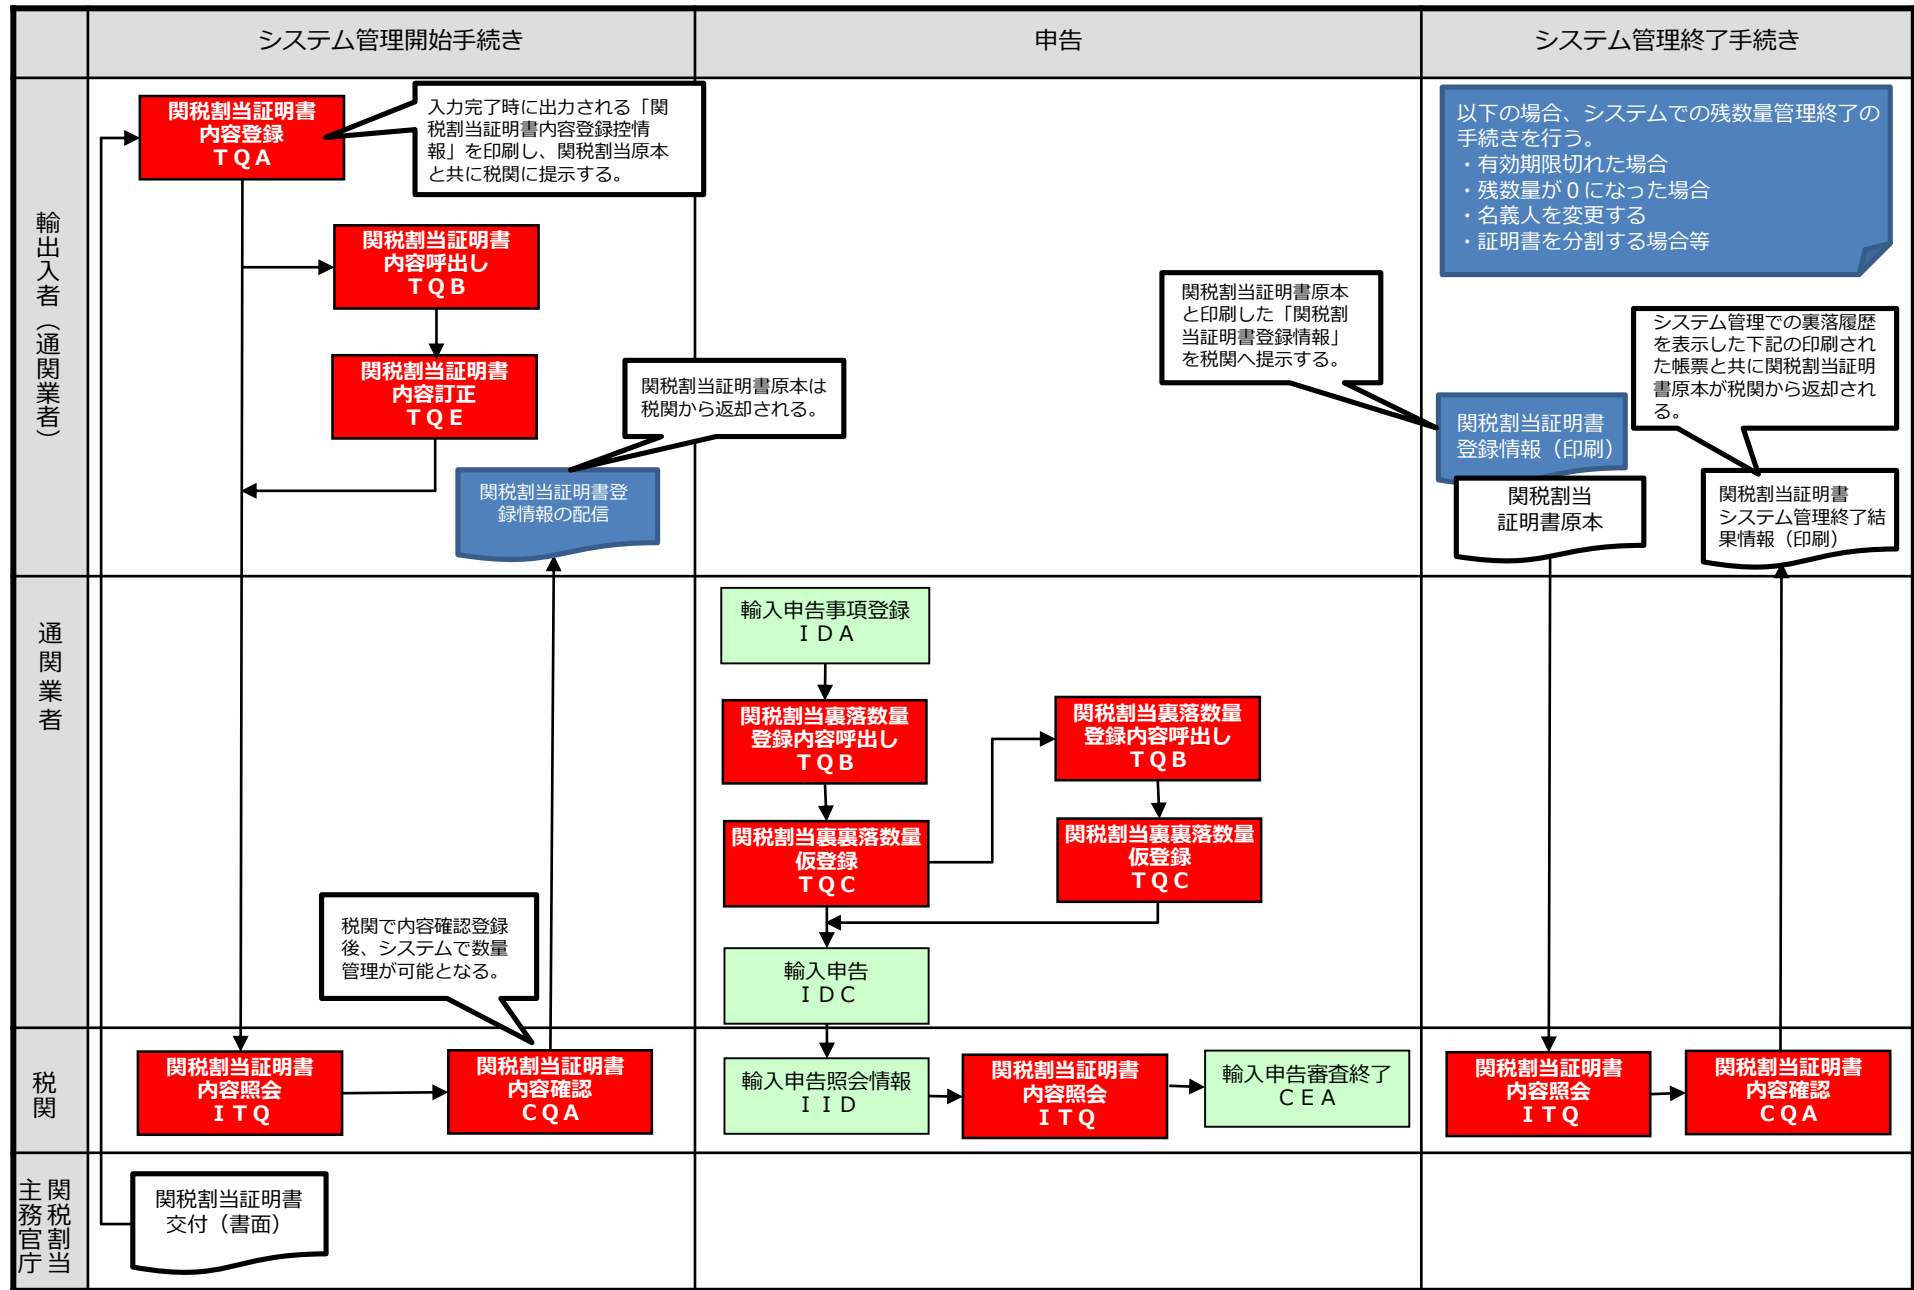 システム管理開始手続き
申告
システム管理終了手続き
輸出入者（通関業者）
関税割当証明書
内容登録
ＴＱＡ
入力完了時に出力される「関
税割当証明書内容登録控情
報」を印刷し、関税割当原本
と共に税関に提示する。
関税割当証明書
内容呼出し
ＴＱＢ
関税割当証明書
内容訂正
ＴＱＥ
関税割当証明書原本は
税関から返却される。
関税割当証明書登
録情報の配信
関税割当証明書原本
と印刷した「関税割
当証明書登録情報」
を税関へ提示する。
以下の場合、システムでの残数量管理終了の
手続きを行う。
・有効期限切れた場合
・残数量が０になった場合
・名義人を変更する
・証明書を分割する場合等
システム管理での裏落履歴
を表示した下記の印刷され
た帳票と共に関税割当証明
書原本が税関から返却され
る。
関税割当証明書
登録情報（印刷）
関税割当
証明書原本
関税割当証明書
システム管理終了結
果情報（印刷）
通関業者
輸入申告事項登録
ＩＤＡ
関税割当裏落数量
登録内容呼出し
ＴＱＢ
関税割当裏落数量
登録内容呼出し
ＴＱＢ
関税割当裏裏落数量
仮登録
ＴＱＣ
関税割当裏裏落数量
仮登録
ＴＱＣ
税関で内容確認登録
後、システムで数量
管理が可能となる。
輸入申告
ＩＤＣ
税関
関税割当証明書
内容照会
ＩＴＱ
関税割当証明書
内容確認
ＣＱＡ
輸入申告照会情報
ＩＩＤ
関税割当証明書
内容照会
ＩＴＱ
輸入申告審査終了
ＣＥＡ
関税割当証明書
内容照会
ＩＴＱ
関税割当証明書
内容確認
ＣＱＡ
関税割当
主務官庁
関税割当証明書
交付（書面）